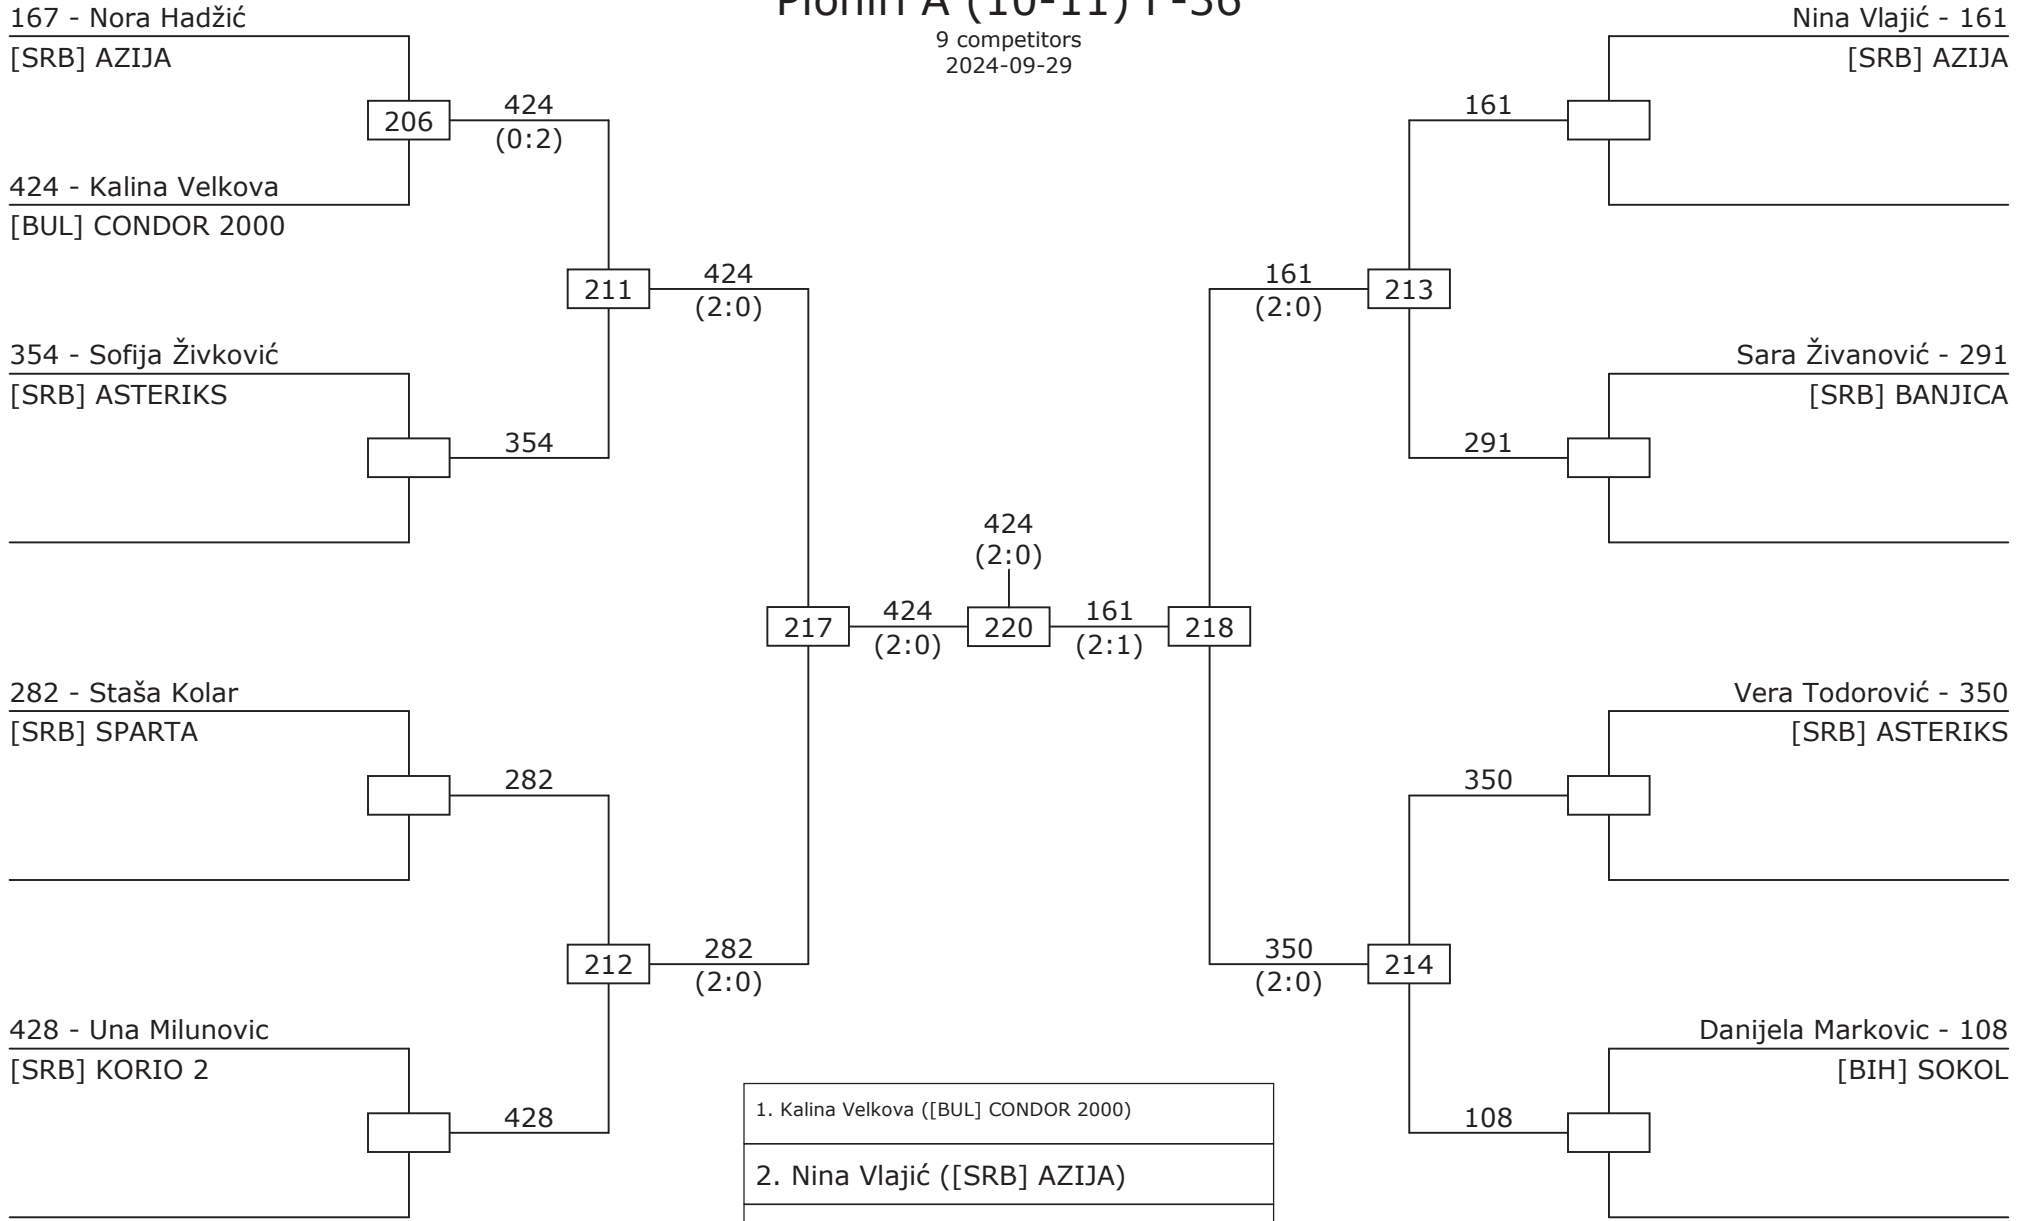 Pionin A (10-11) F-36
9 competitors
2024-09-29
167 - Nora Hadžić
[SRB] AZIJA
206
424
(0:2)
424 - Kalina Velkova
[BUL] CONDOR 2000
211
424
(2:0)
354 - Sofija Živković
[SRB] ASTERIKS
354
217
424
(2:0)
282 - Staša Kolar
[SRB] SPARTA
282
212
282
(2:0)
428 - Una Milunovic
[SRB] KORIO 2
428
424
(2:0)
220
161
(2:1)
218
Nina Vlajić - 161
[SRB] AZIJA
161
161
(2:0)
213
Sara Živanović - 291
[SRB] BANJICA
291
Vera Todorović - 350
[SRB] ASTERIKS
350
350
(2:0)
214
Danijela Markovic - 108
[BIH] SOKOL
108
1. Kalina Velkova ([BUL] CONDOR 2000)
2. Nina Vlajić ([SRB] AZIJA)